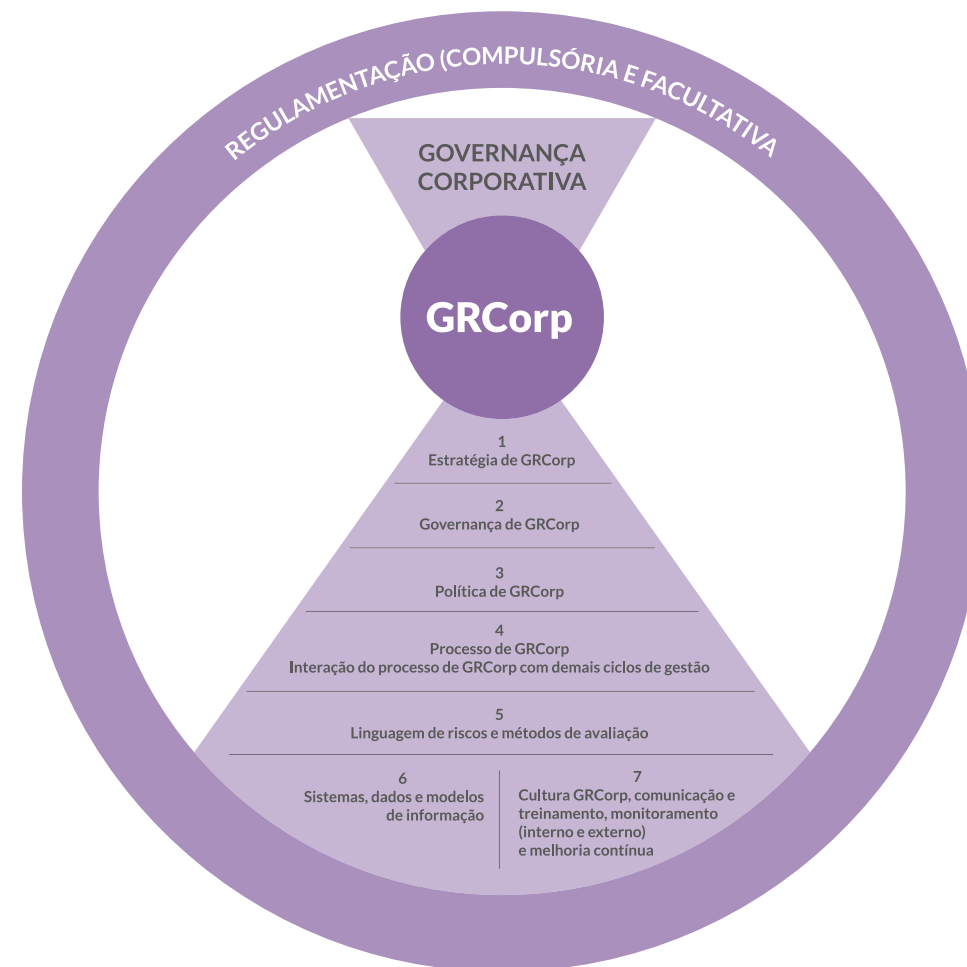 REGULAMENTAÇÃO (COMPULSÓRIA E FACULTATIVA
GOVERNANÇA
CORPORATIVA
GRCorp
1
Estratégia de GRCorp
2
Governança de GRCorp
3
Política de GRCorp
4
Processo de GRCorp
Interação do processo de GRCorp com demais ciclos de gestão
5
Linguagem de riscos e métodos de avaliação
6
Sistemas, dados e modelos
de informação
7
Cultura GRCorp, comunicação e
treinamento, monitoramento
(interno e externo)
e melhoria contínua